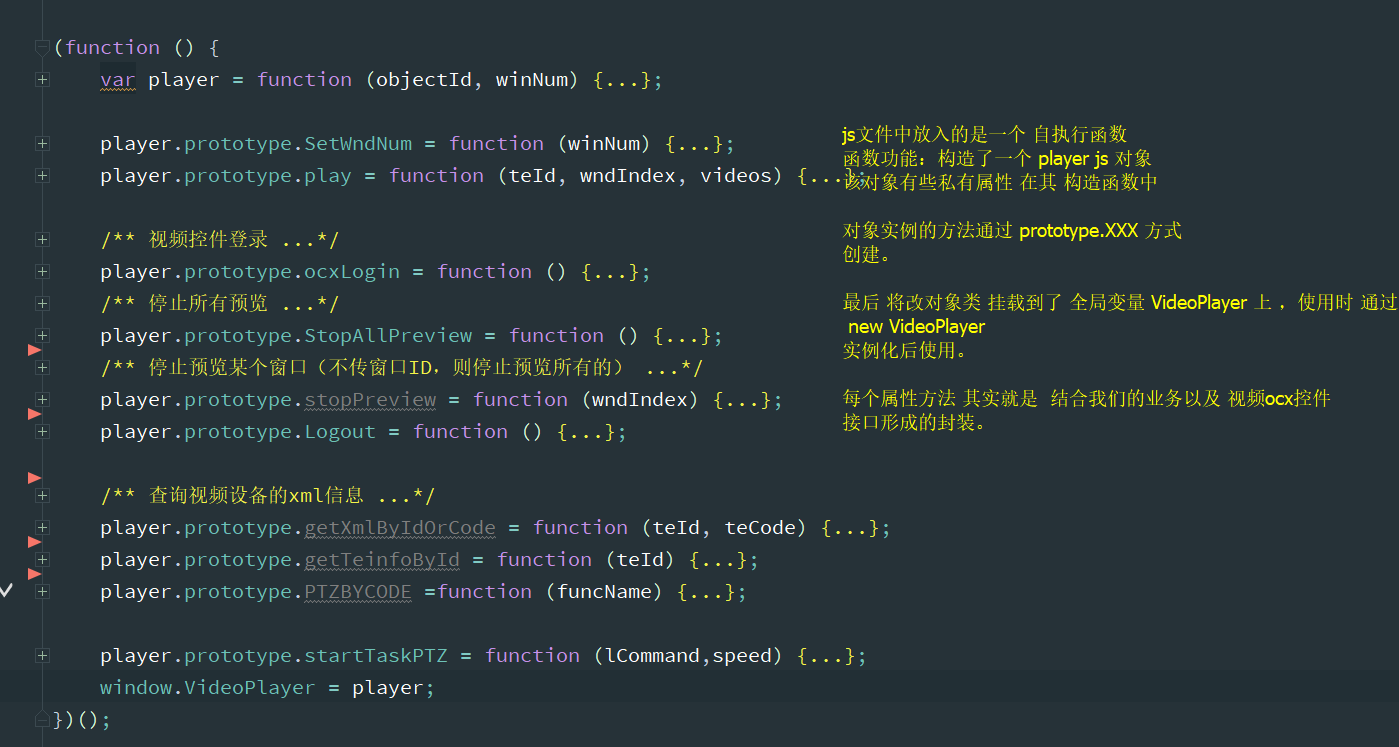 (function () {
var player = function (objectId, winNum) {...};
player.prototype.SetWndNum = function (winNum) {...};
player.prototype.play = function (teId, wndIndex, videos) {...};
/** 视频控件登录 ...*/
player.prototype.ocxLogin = function () {...};
/** 停止所有预览 ...*/
player.prototype.StopAllPreview = function () {...};
/** 停止预览某个窗口（不传窗口ID，则停止预览所有的） ...*/
player.prototype.stopPreview = function (wndIndex) {...};
player.prototype.Logout = function () {...};
/** 查询视频设备的xml信息 ...*/
player.prototype.getXmlByIdOrCode = function (teId, teCode) {...};
player.prototype.getTeinfoById = function (teId) {...};
player.prototype.PTZBYCODE =function (funcName) {...};
player.prototype.startTaskPTZ = function (lCommand,speed) {...};
window.VideoPlayer = player;
})();
js文件中放入的是一个 自执行函数
函数功能：构造了一个 player js 对象
该对象有些私有属性 在其 构造函数中
对象实例的方法通过 prototype.XXX 方式
创建。
最后 将改对象类 挂载到了 全局变量 VideoPlayer 上 ，使用时 通过
new VideoPlayer
实例化后使用。
每个属性方法 其实就是 结合我们的业务以及 视频ocx控件
接口形成的封装。